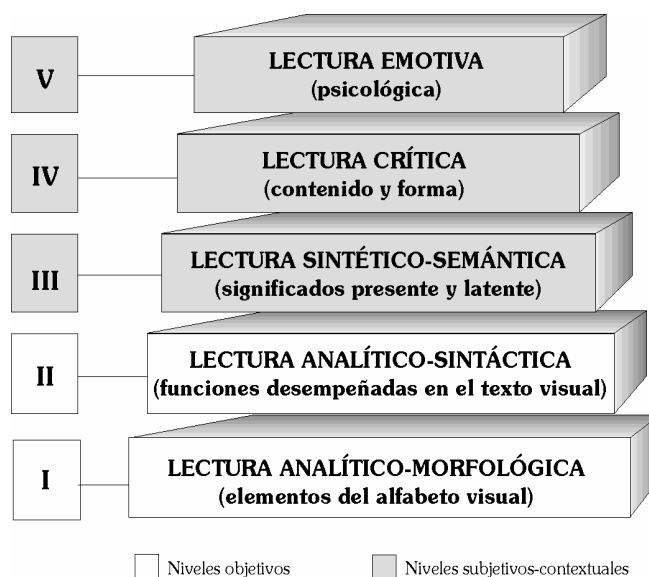 V
LECTURA EMOTIVA
(psicológica)
IV
LECTURA CRÍTICA
(contenido y forma)
III
LECTURA SINTÉTICO-SEMÁNTICA
(significados presente y latente)
II
LECTURA ANALÍTICO-SINTÁCTICA
(funciones desempeñadas en el texto visual)
I
LECTURA ANALÍTICO-MORFOLÓGICA
(elementos del alfabeto visual)
Niveles objetivos
Niveles subjetivos-contextuales